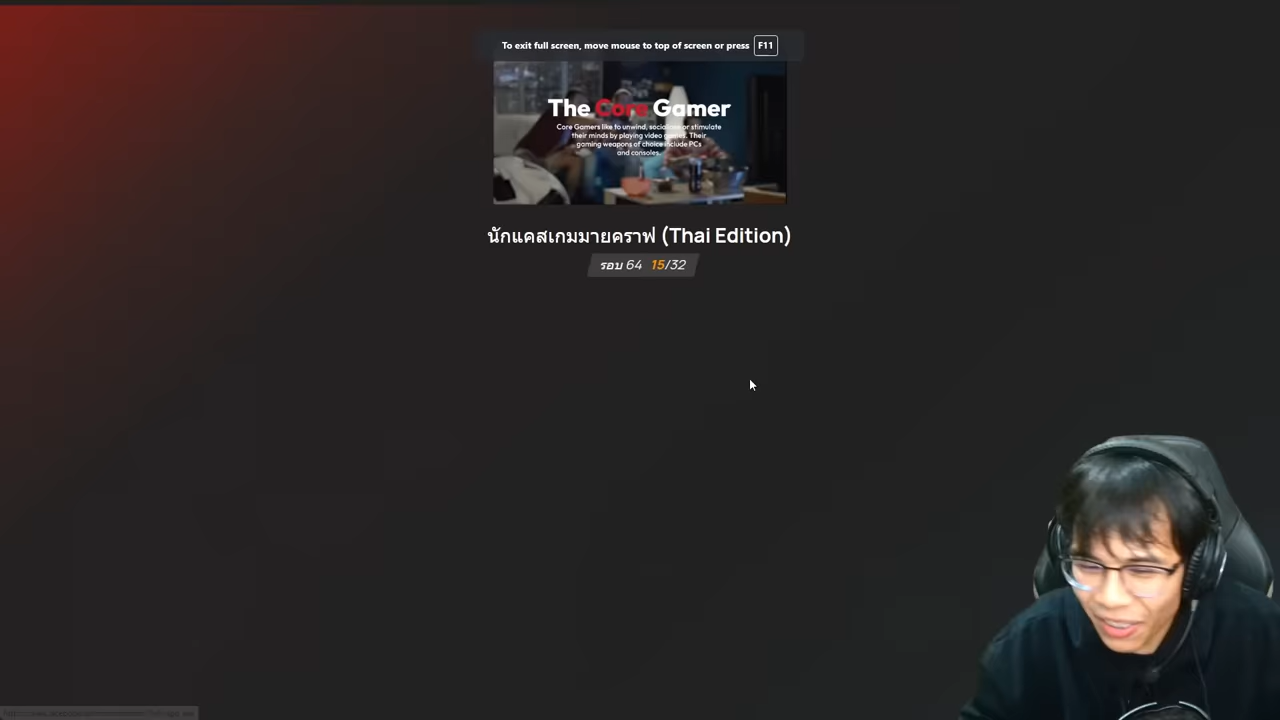 To exit full screen, move mouse to top of screen or press F11
The Core Gamer
Core Gamers like to unwind, socialize, or stimulate
their minds by playing video games. Their
gaming weapons of choice include PCs
and consoles.
นักแคสเกมมายคราฟ (Thai Edition)
รอบ 64 15/32